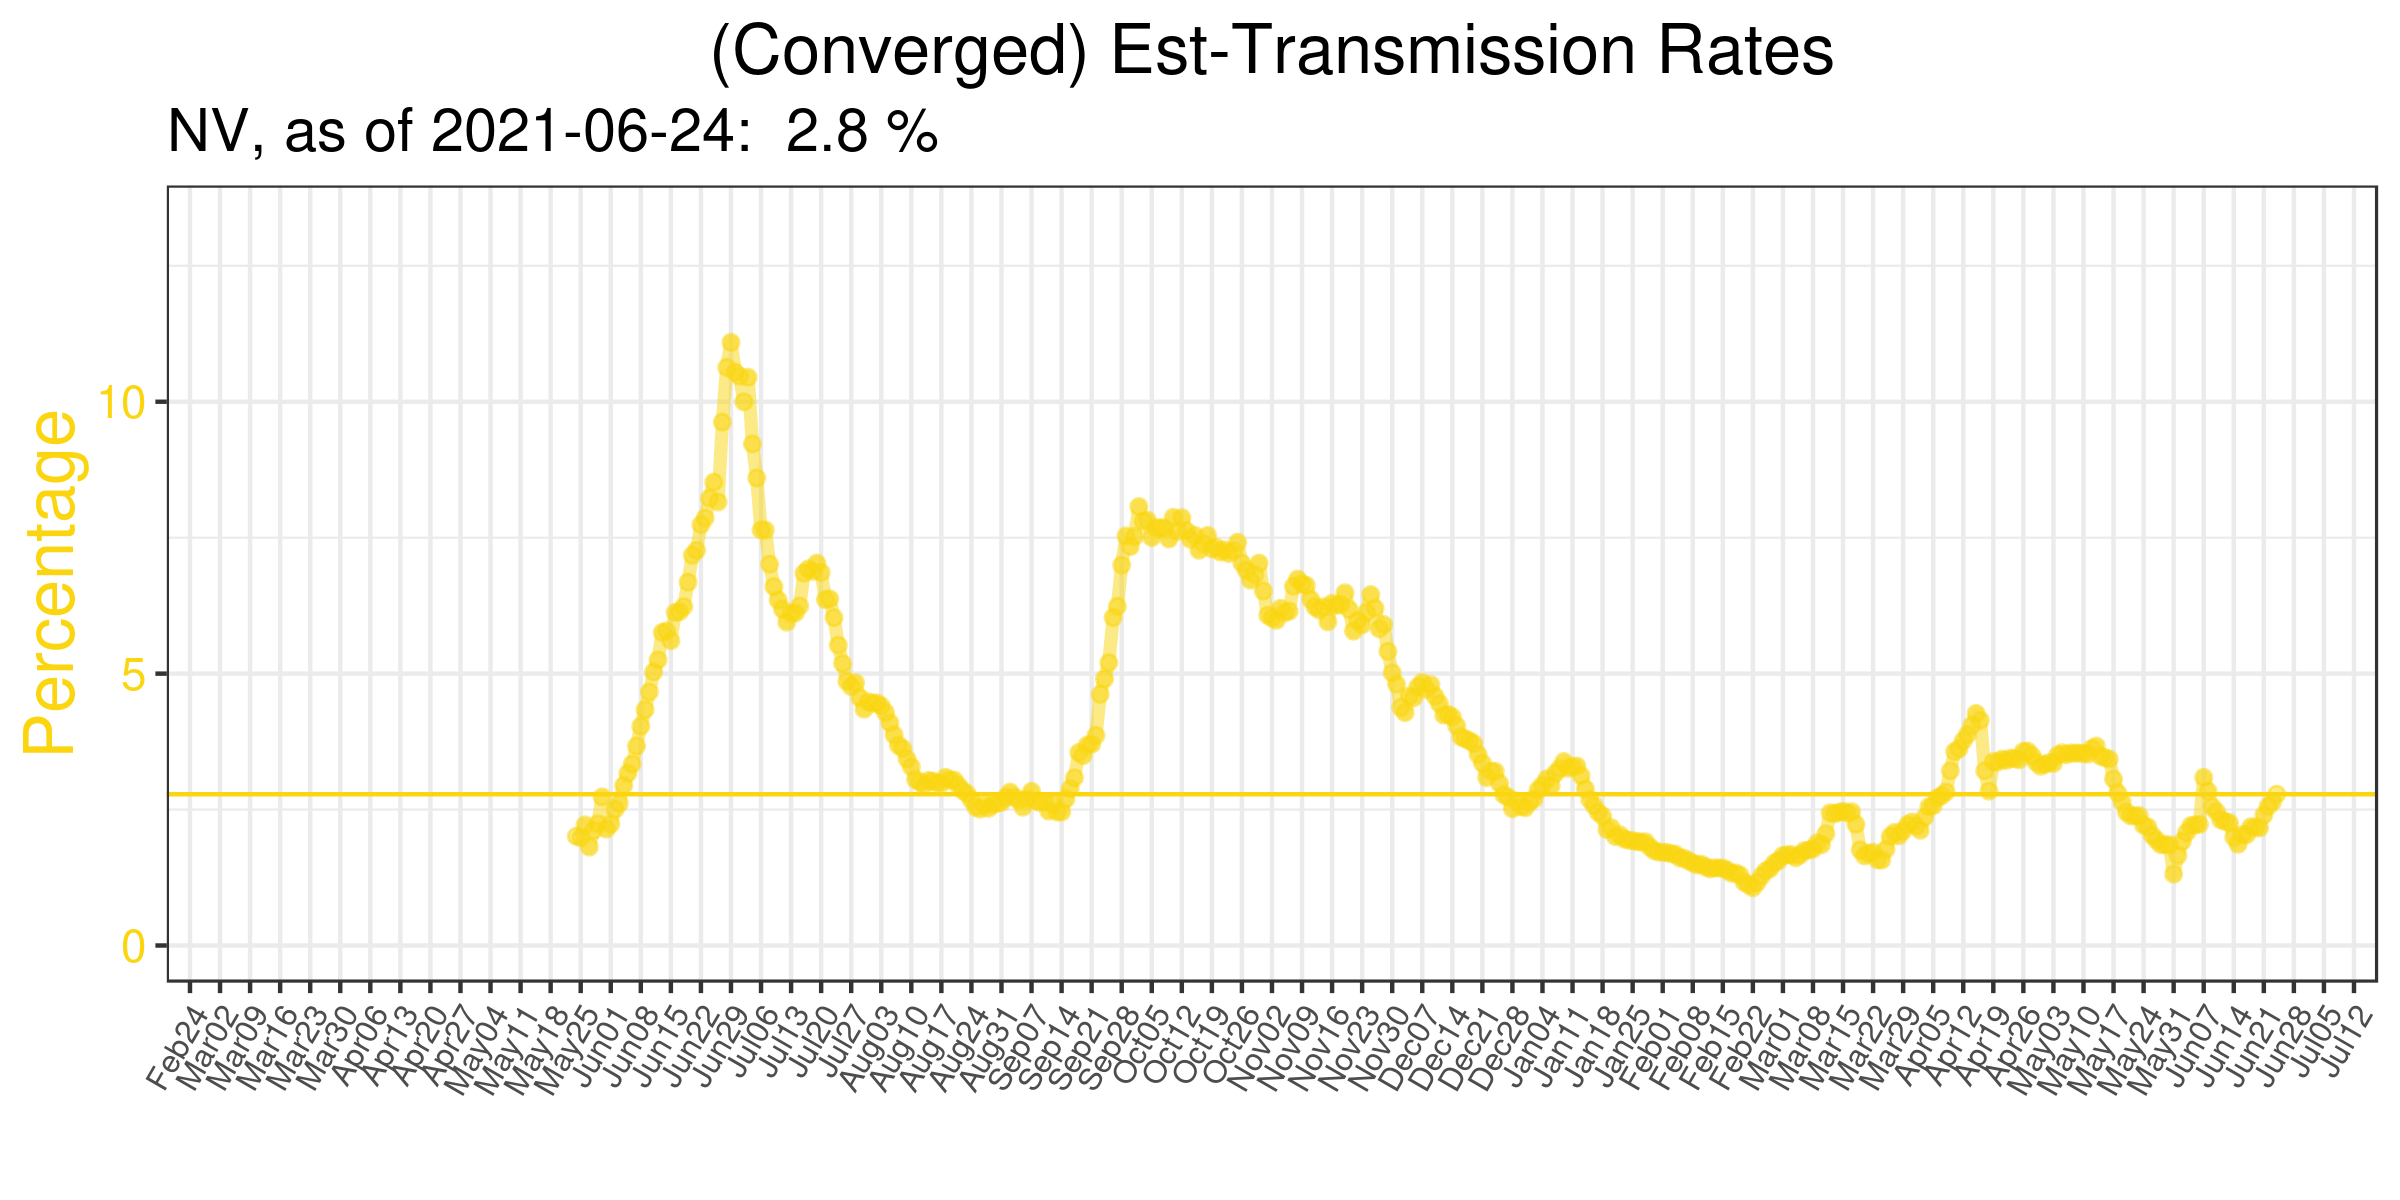 (Converged) Est-Transmission Rates
NV, as of 2021-06-24:  2.8 %
Percentage
10
5
0
Feb24
Mar02
Mar09
Mar16
Mar23
Mar30
Apr06
Apr13
Apr20
Apr27
May04
May11
May18
May25
Jun01
Jun08
Jun15
Jun22
Jun29
Jul06
Jul13
Jul20
Jul27
Aug03
Aug10
Aug17
Aug24
Aug31
Sep07
Sep14
Sep21
Sep28
Oct05
Oct12
Oct19
Oct26
Nov02
Nov09
Nov16
Nov23
Nov30
Dec07
Dec14
Dec21
Dec28
Jan04
Jan11
Jan18
Jan25
Feb01
Feb08
Feb15
Feb22
Mar01
Mar08
Mar15
Mar22
Mar29
Apr05
Apr12
Apr19
Apr26
May03
May10
May17
May24
May31
Jun07
Jun14
Jun21
Jun28
Jul05
Jul12